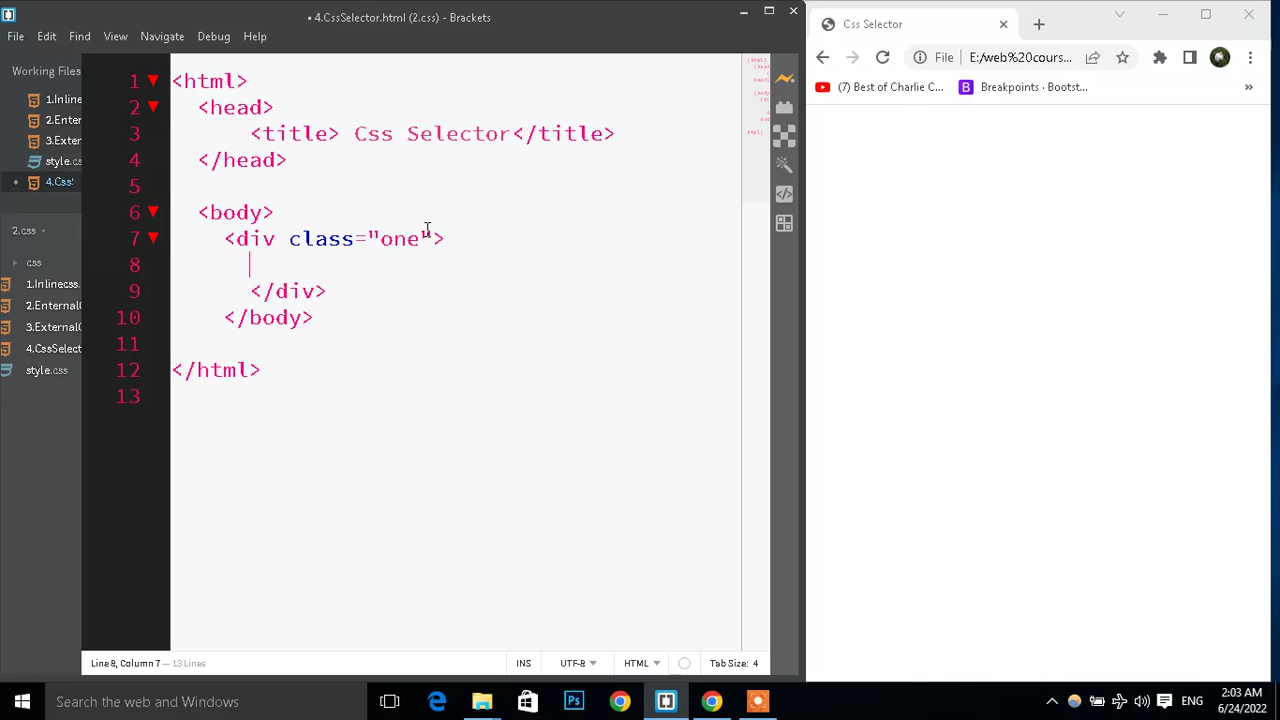 • 4.CssSelector.html (2.css) - Brackets
File Edit Find View Navigate Debug Help
Working Files
1.Inline
2.Enter
3.Exter
style.cs
• 4.Css
2.css
css
1.Inlinecs
2.Enternal
3.External
4.CssSelec
style.css
1 <html>
2 <head>
3 <title> Css Selector</title>
4 </head>
5
6 <body>
7 <div class="one">
8
9 </div>
10 </body>
11
12 </html>
13
Line 8, Column 7 — 13 Lines
INS UTF-8 HTML Tab Size: 4
Css Selector
File E:/web%20cours...
(7) Best of Charlie C... Breakpoints · Bootst... »
Search the web and Windows
ENG
2:03 AM
6/24/2022